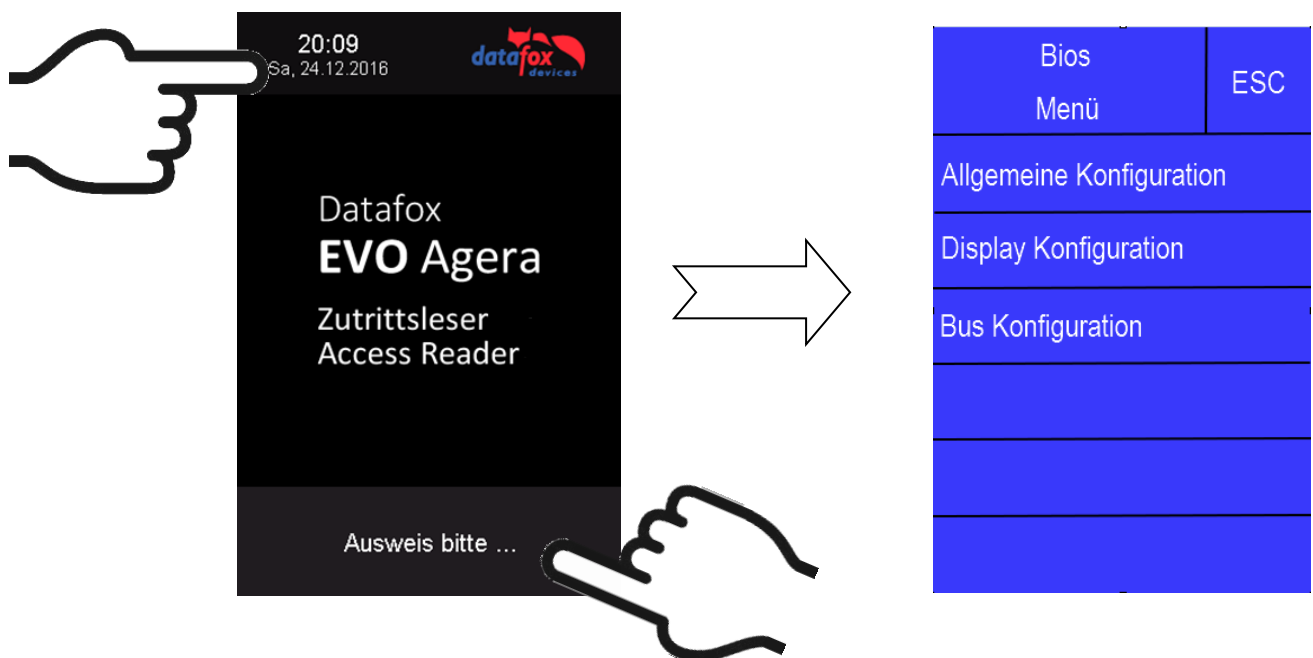 20:09
Sa, 24.12.2016
datafox
devices
Datafox
EVO Agera
Zutrittsleser
Access Reader
Ausweis bitte ...
Bios
Menü
ESC
Allgemeine Konfiguration
Display Konfiguration
Bus Konfiguration